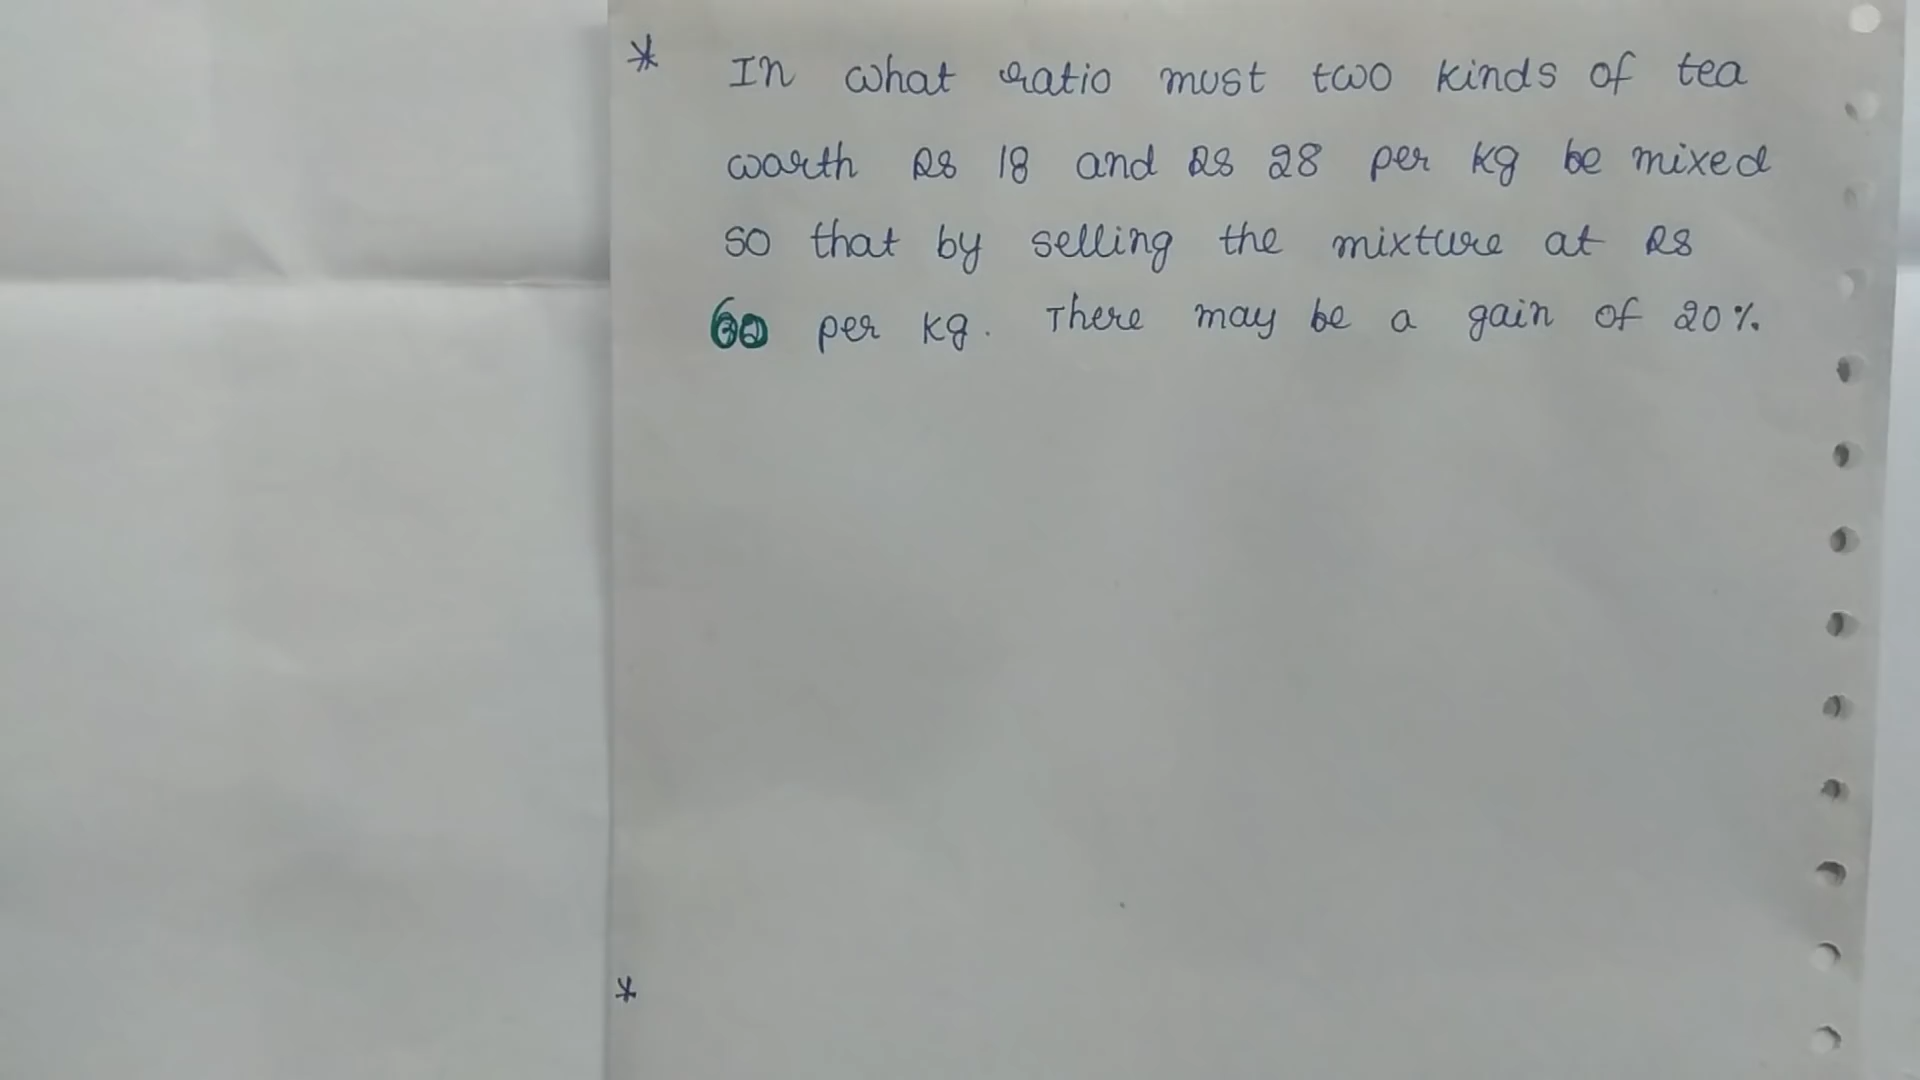 * In what ratio must two kinds of tea
worth Rs 18 and Rs 28 per kg be mixed
so that by selling the mixture at Rs
per kg. There may be a gain of 20%.
*